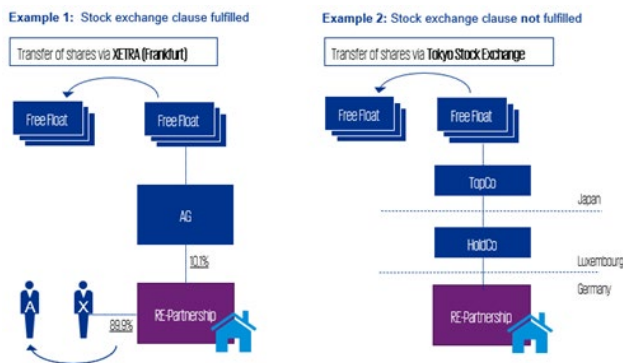 Example 1: Stock exchange clause fulfilled
Transfer of shares via XETRA (Frankfurt)
Free Float
Free Float
AG
10.1%
A
X
RE-Partnership
89.9%
Example 2: Stock exchange clause not fulfilled
Transfer of shares via Tokyo Stock Exchange
Free Float
Free Float
TopCo
Japan
HoldCo
Luxembourg
Germany
RE-Partnership